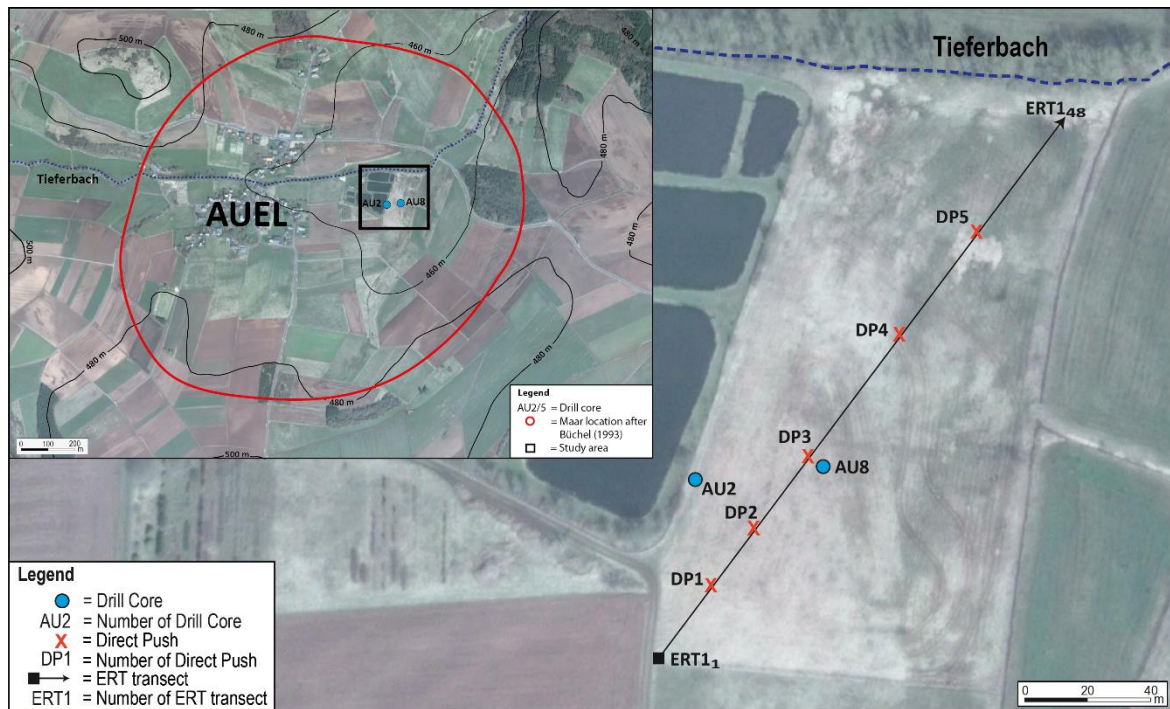 500 m
480 m
480 m
460 m
Tieferbach
AUEL
AU2
AU8
460 m
500 m
480 m
480 m
480 m
480 m
500 m
0 100 200
m
Legend
AU2/5 = Drill core
= Maar location after
Büchel (1993)
= Study area
Tieferbach
ERT1₄₈
DP5
DP4
DP3
AU8
AU2
DP2
DP1
ERT1₁
Legend
= Drill Core
AU2 = Number of Drill Core
= Direct Push
DP1 = Number of Direct Push
= ERT transect
ERT1 = Number of ERT transect
0 20 40
m